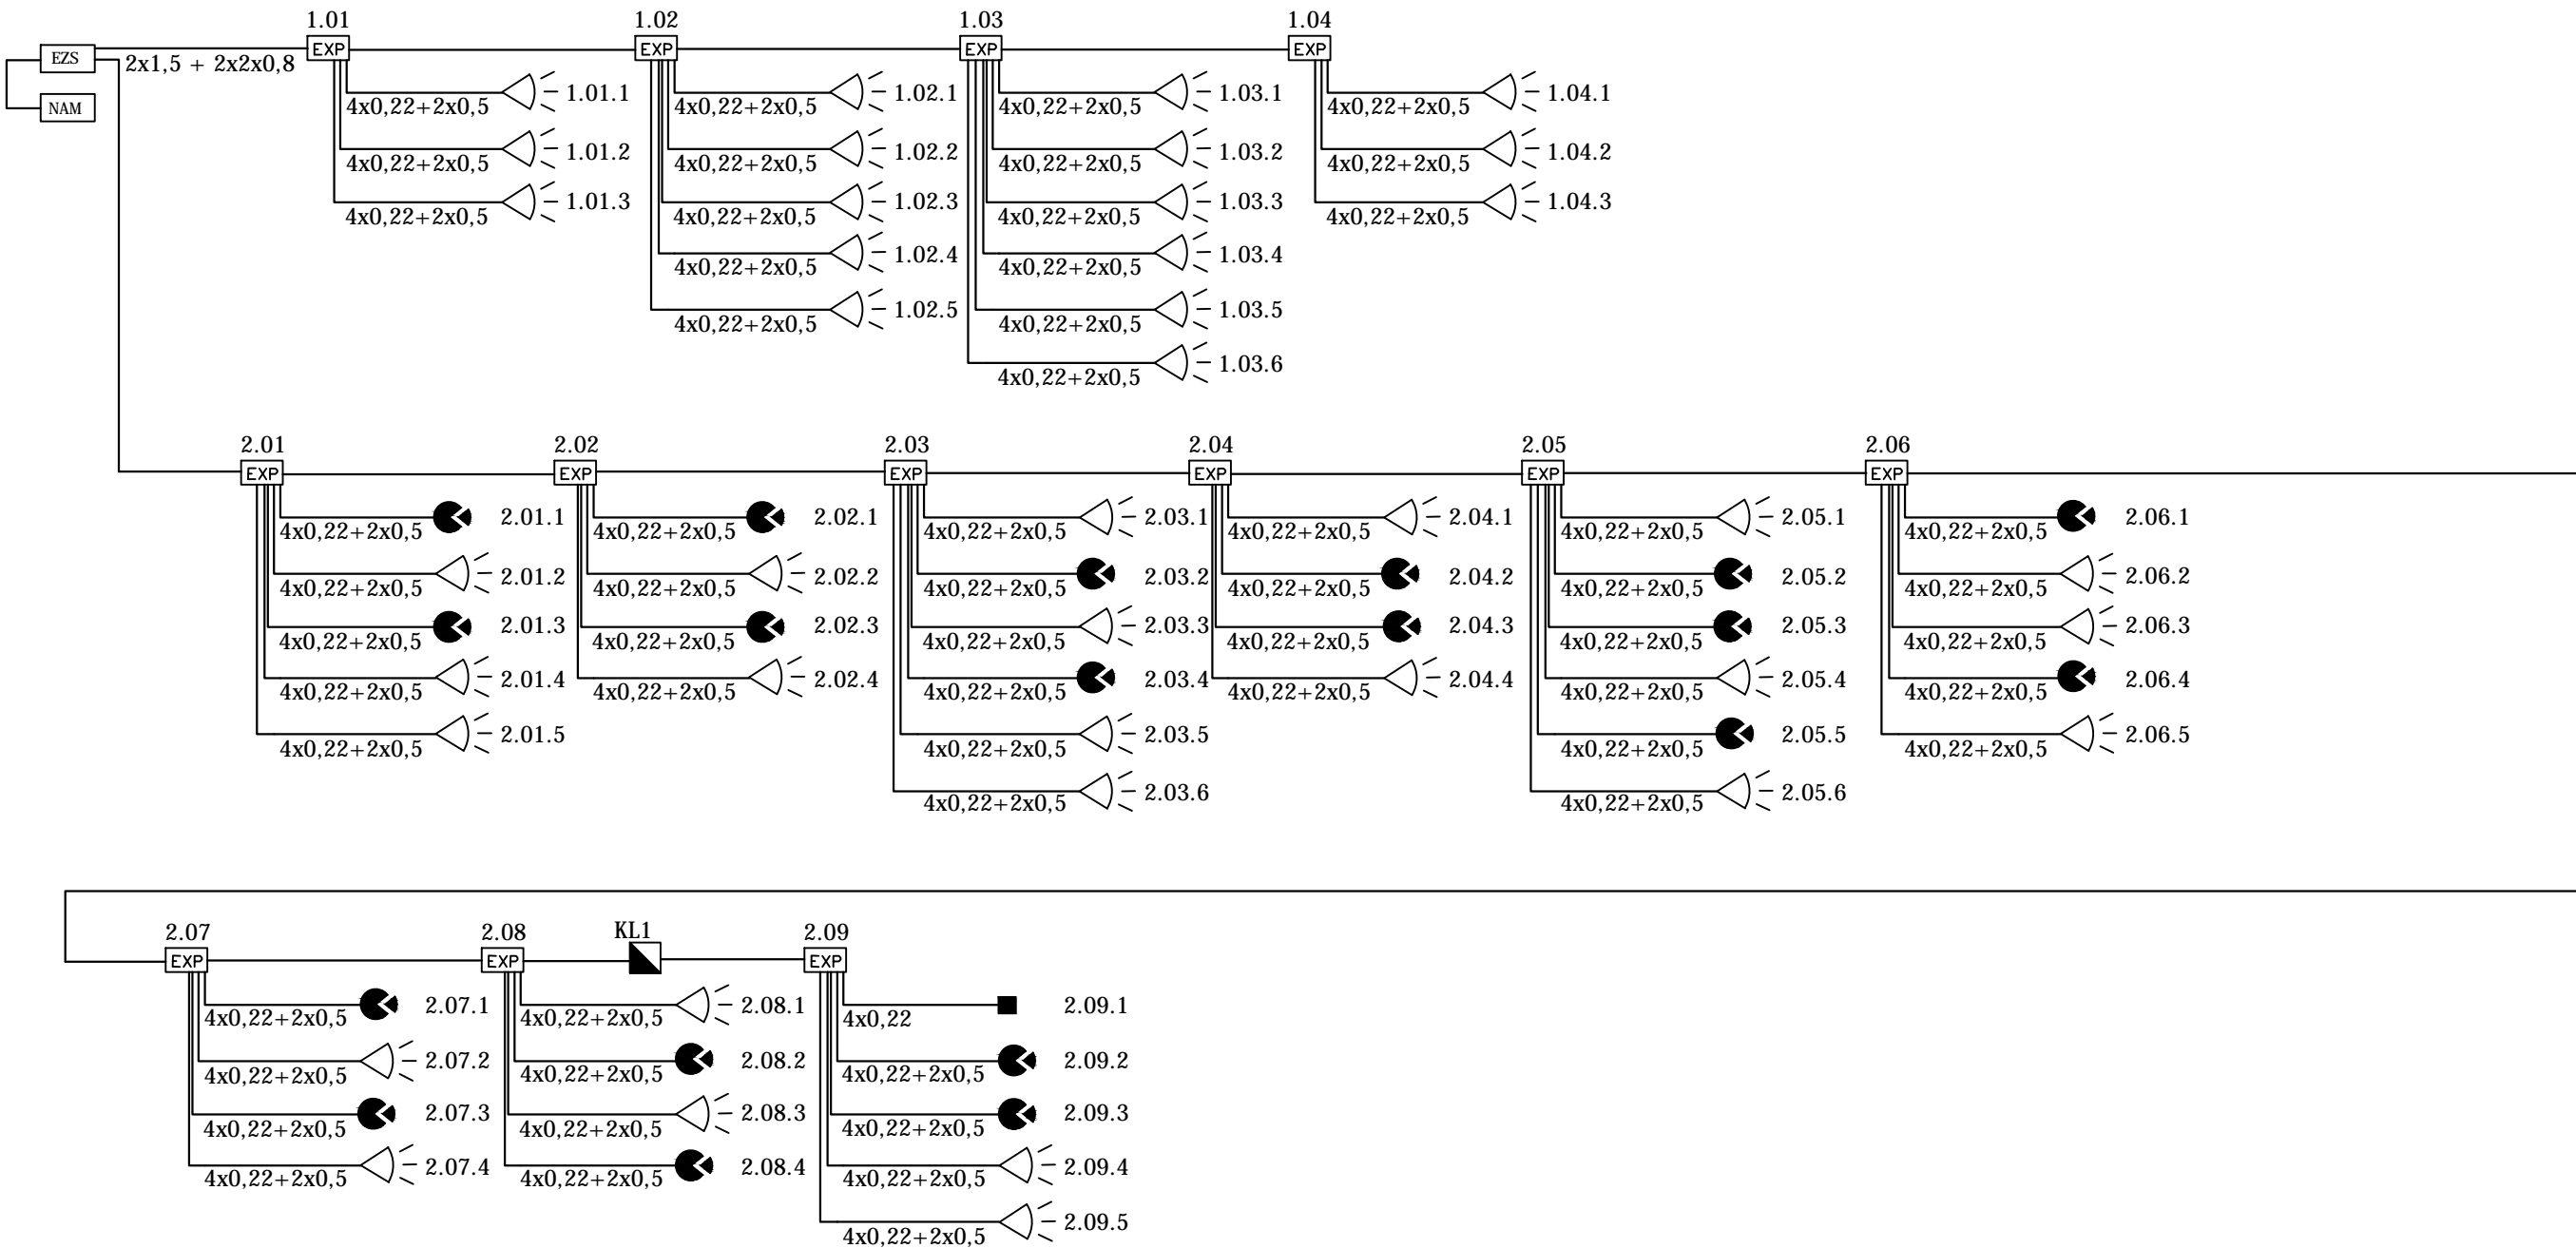 1.01 1.02 1.03 1.04
EZS 2x1,5 + 2x2x0,8 EXP EXP EXP EXP
NAM
4x0,22+2x0,5 1.01.1 4x0,22+2x0,5 1.02.1 4x0,22+2x0,5 1.03.1 4x0,22+2x0,5 1.04.1
4x0,22+2x0,5 1.01.2 4x0,22+2x0,5 1.02.2 4x0,22+2x0,5 1.03.2 4x0,22+2x0,5 1.04.2
4x0,22+2x0,5 1.01.3 4x0,22+2x0,5 1.02.3 4x0,22+2x0,5 1.03.3 4x0,22+2x0,5 1.04.3
4x0,22+2x0,5 1.02.4 4x0,22+2x0,5 1.03.4
4x0,22+2x0,5 1.02.5 4x0,22+2x0,5 1.03.5
4x0,22+2x0,5 1.03.6
2.01 2.02 2.03 2.04 2.05 2.06
EXP EXP EXP EXP EXP EXP
4x0,22+2x0,5 2.01.1 4x0,22+2x0,5 2.02.1 4x0,22+2x0,5 2.03.1 4x0,22+2x0,5 2.04.1 4x0,22+2x0,5 2.05.1 4x0,22+2x0,5 2.06.1
4x0,22+2x0,5 2.01.2 4x0,22+2x0,5 2.02.2 4x0,22+2x0,5 2.03.2 4x0,22+2x0,5 2.04.2 4x0,22+2x0,5 2.05.2 4x0,22+2x0,5 2.06.2
4x0,22+2x0,5 2.01.3 4x0,22+2x0,5 2.02.3 4x0,22+2x0,5 2.03.3 4x0,22+2x0,5 2.04.3 4x0,22+2x0,5 2.05.3 4x0,22+2x0,5 2.06.3
4x0,22+2x0,5 2.01.4 4x0,22+2x0,5 2.02.4 4x0,22+2x0,5 2.03.4 4x0,22+2x0,5 2.04.4 4x0,22+2x0,5 2.05.4 4x0,22+2x0,5 2.06.4
4x0,22+2x0,5 2.01.5 4x0,22+2x0,5 2.03.5 4x0,22+2x0,5 2.05.5 4x0,22+2x0,5 2.06.5
4x0,22+2x0,5 2.03.6 4x0,22+2x0,5 2.05.6
2.07 2.08 KL1 2.09
EXP EXP EXP
4x0,22+2x0,5 2.07.1 4x0,22+2x0,5 2.08.1 4x0,22 2.09.1
4x0,22+2x0,5 2.07.2 4x0,22+2x0,5 2.08.2 4x0,22+2x0,5 2.09.2
4x0,22+2x0,5 2.07.3 4x0,22+2x0,5 2.08.3 4x0,22+2x0,5 2.09.3
4x0,22+2x0,5 2.07.4 4x0,22+2x0,5 2.08.4 4x0,22+2x0,5 2.09.4
4x0,22+2x0,5 2.09.5